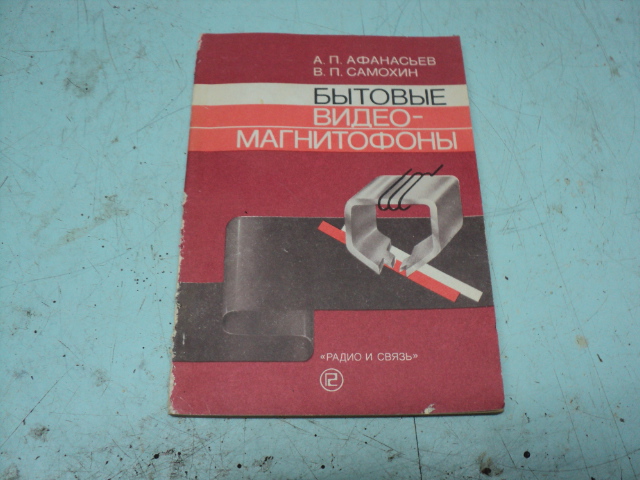 А. П. АФАНАСЬЕВ
В. П. САМОХИН
БЫТОВЫЕ
ВИДЕО-
МАГНИТОФОНЫ
«РАДИО И СВЯЗЬ»